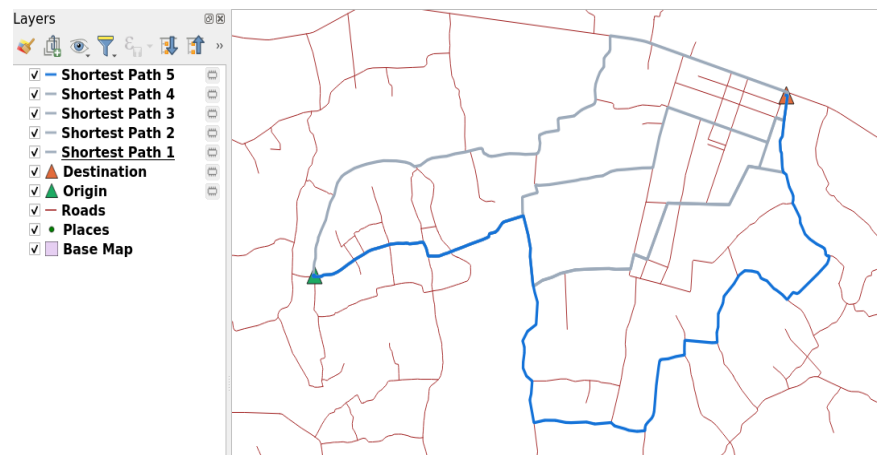 Layers
Shortest Path 5
Shortest Path 4
Shortest Path 3
Shortest Path 2
Shortest Path 1
Destination
Origin
Roads
Places
Base Map